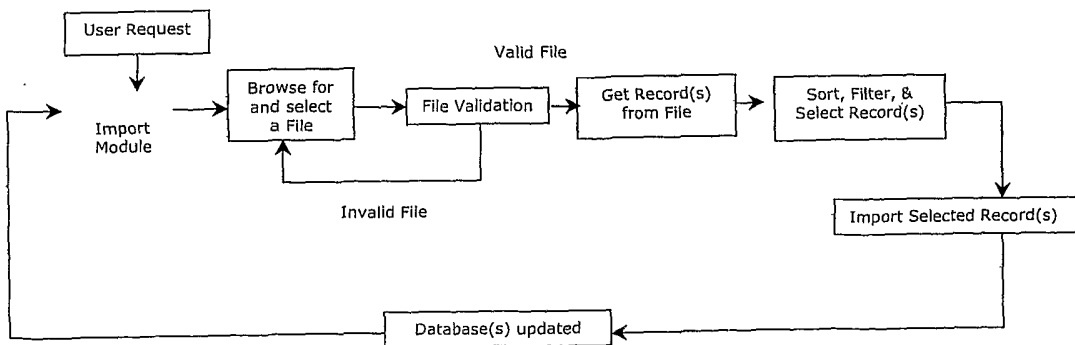 User Request
Valid File
Import
Module
Browse for
and select
a File
File Validation
Get Record(s)
from File
Sort, Filter, &
Select Record(s)
Invalid File
Import Selected Record(s)
Database(s) updated